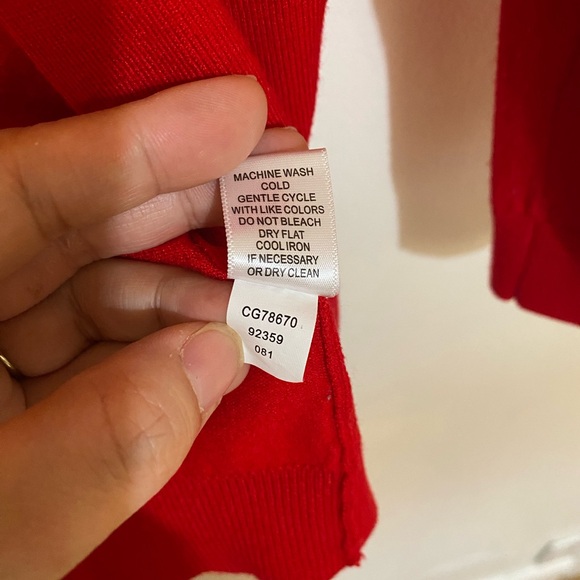 MACHINE WASH
COLD
GENTLE CYCLE
WITH LIKE COLORS
DO NOT BLEACH
DRY FLAT
COOL IRON
IF NECESSARY
OR DRY CLEAN
CG78670
92359
081